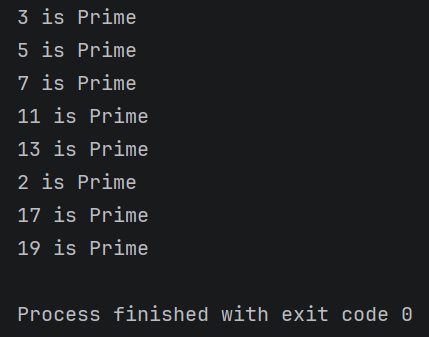 3 is Prime
5 is Prime
7 is Prime
11 is Prime
13 is Prime
2 is Prime
17 is Prime
19 is Prime
Process finished with exit code 0